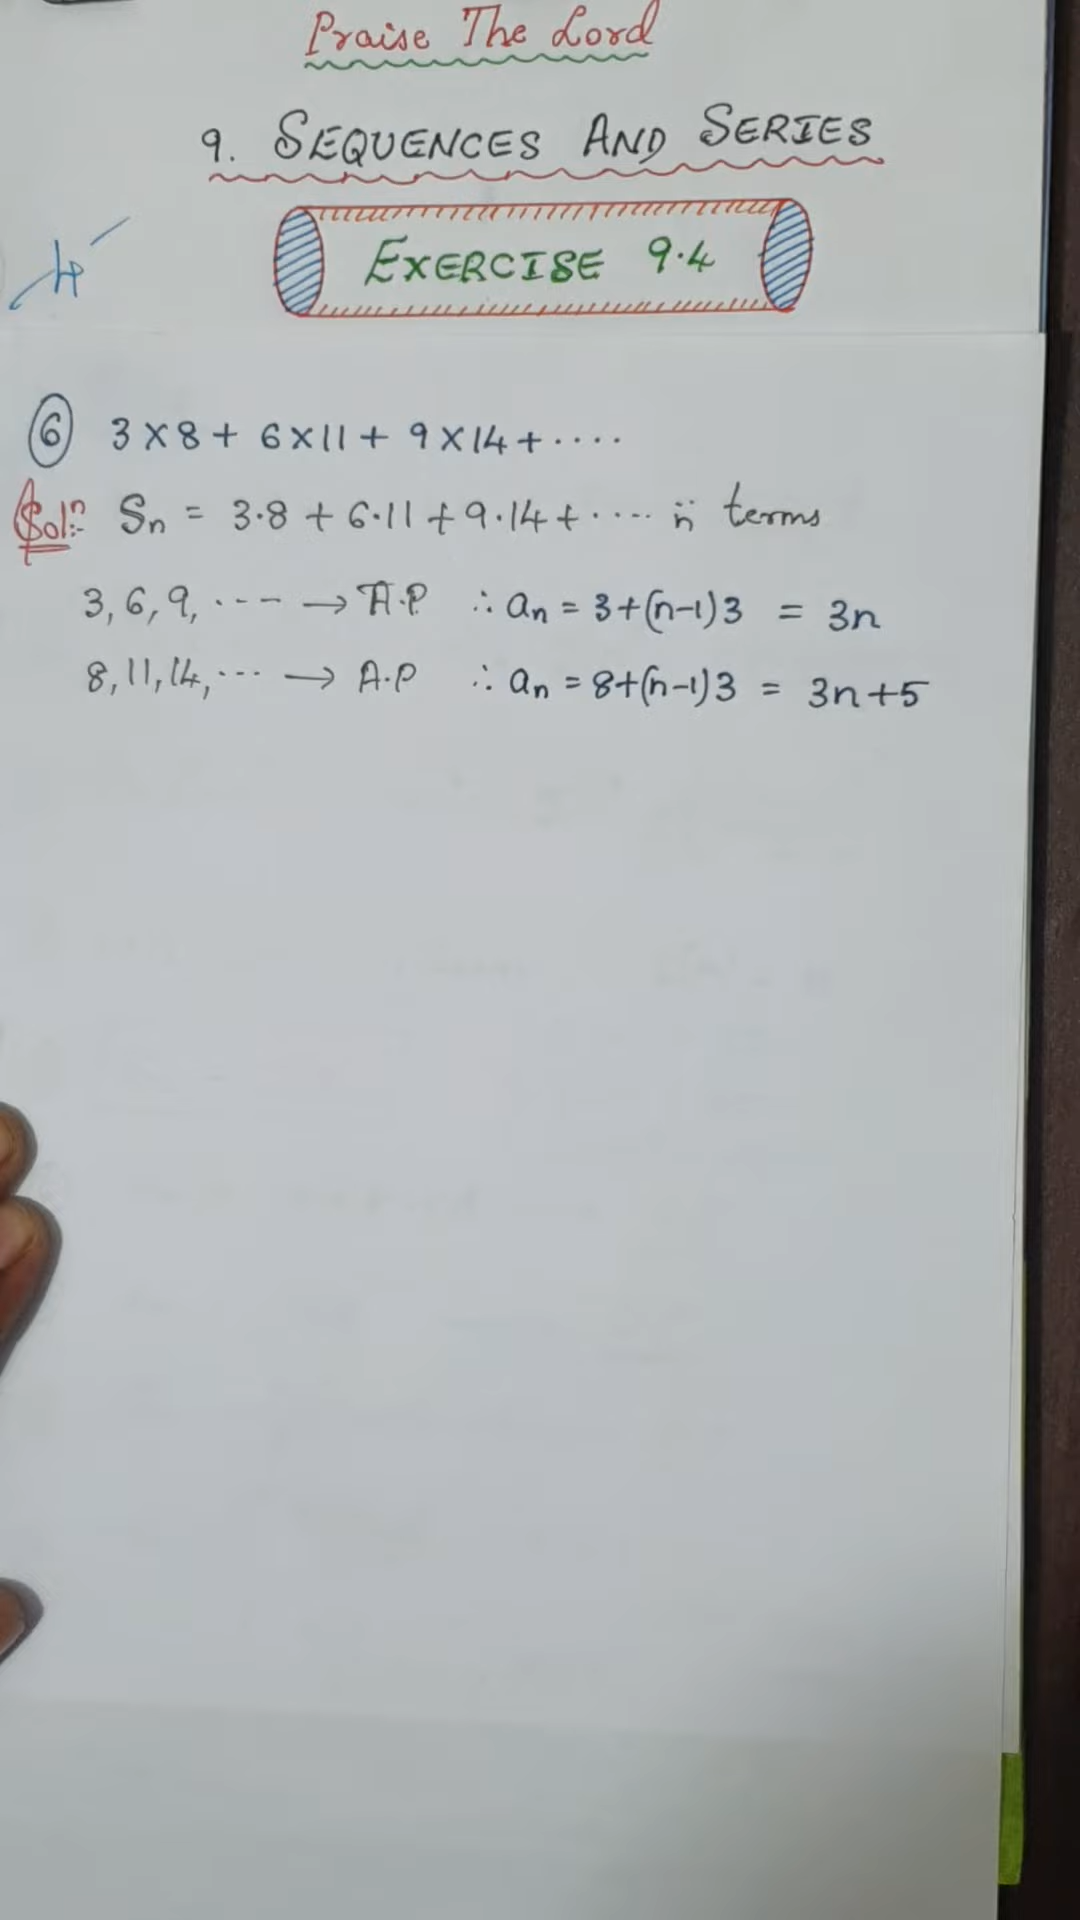 Praise The Lord
9. SEQUENCES AND SERIES
EXERCISE 9.4
6 3×8 + 6×11 + 9×14 + ....
Soln:- Sn = 3·8 + 6·11 + 9·14 + .... n terms
3, 6, 9, ---- → A.P ∴ an = 3+(n-1)3 = 3n
8, 11, 14, ... → A.P ∴ an = 8+(n-1)3 = 3n+5